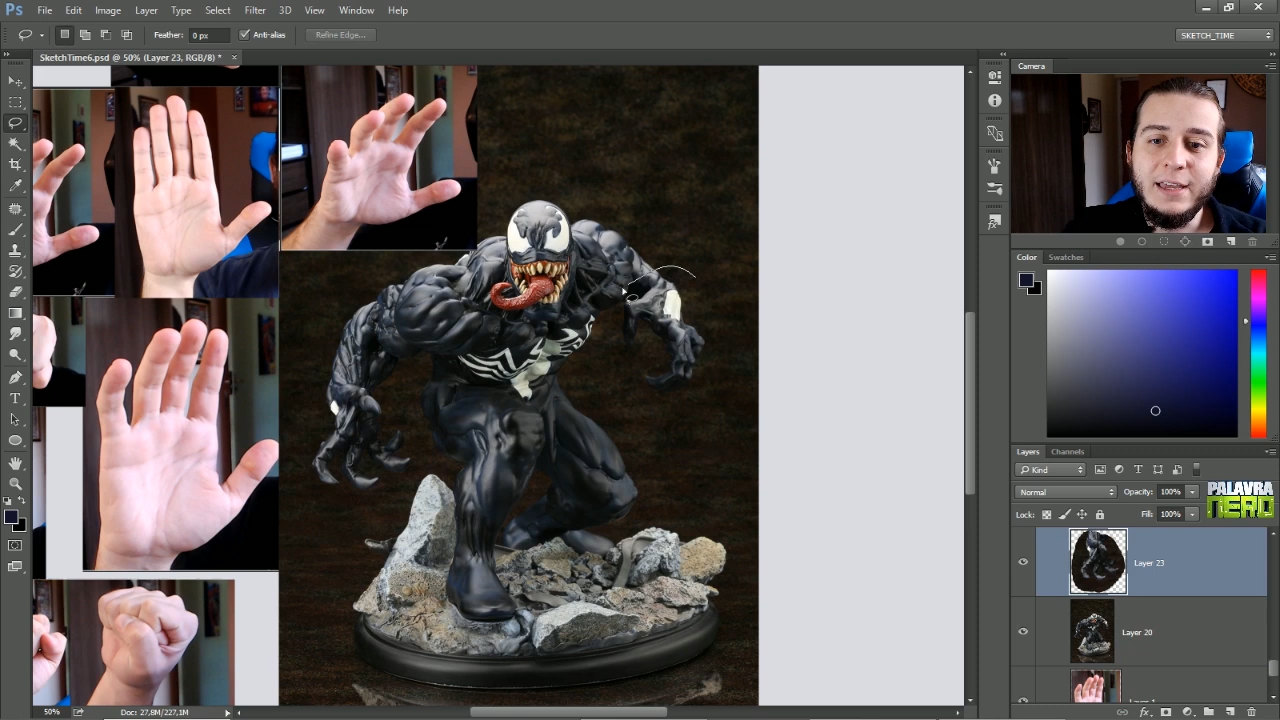 Ps File Edit Image Layer Type Select Filter 3D View Window Help
Feather: 0 px Anti-alias Refine Edge... SKETCH_TIME
SketchTime6.psd @ 50% (Layer 23, RGB/8) * ×
Camera
Color Swatches
Layers Channels
Kind
Normal Opacity: 100%
PALAVRA
NERD
Lock: Fill: 100%
Layer 23
Layer 20
50% Doc: 27,8M/227,1M
fx